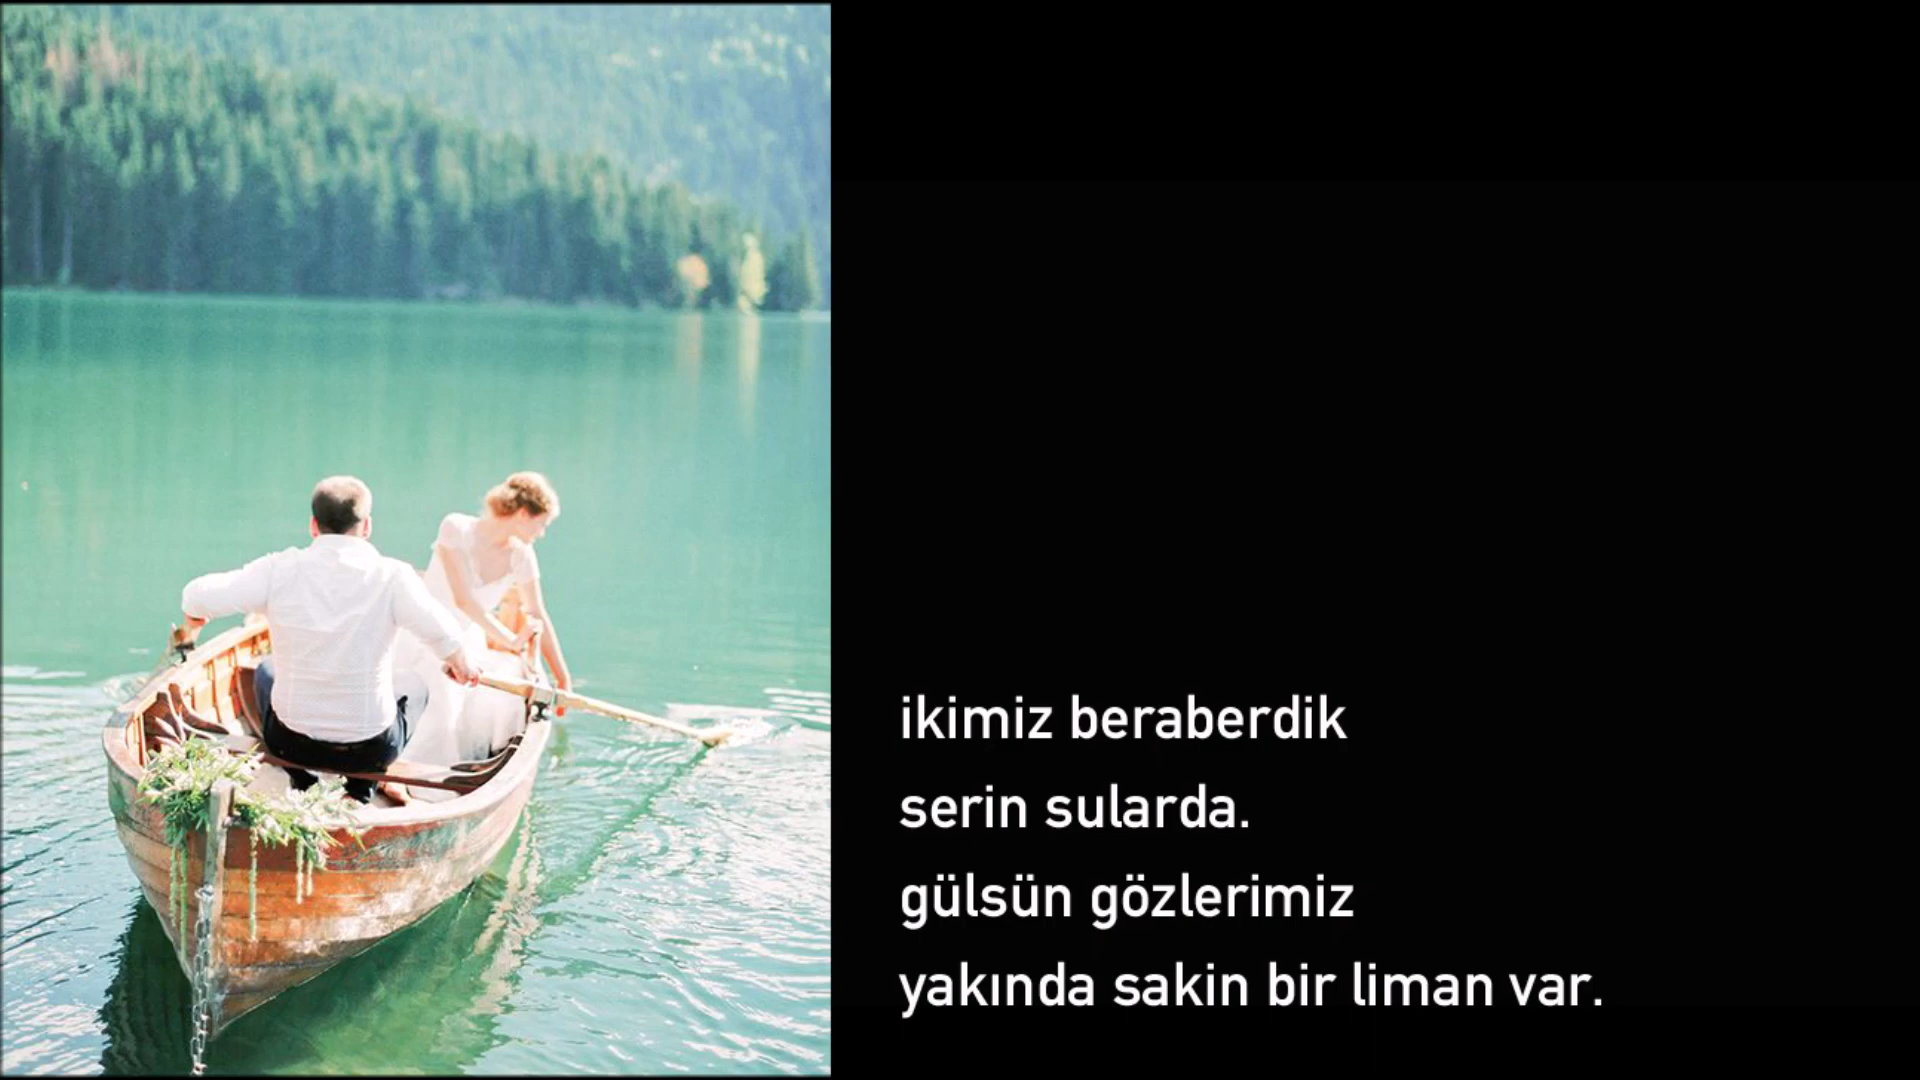 ikimiz beraberdik
serin sularda.
gülsün gözlerimiz
yakında sakin bir liman var.